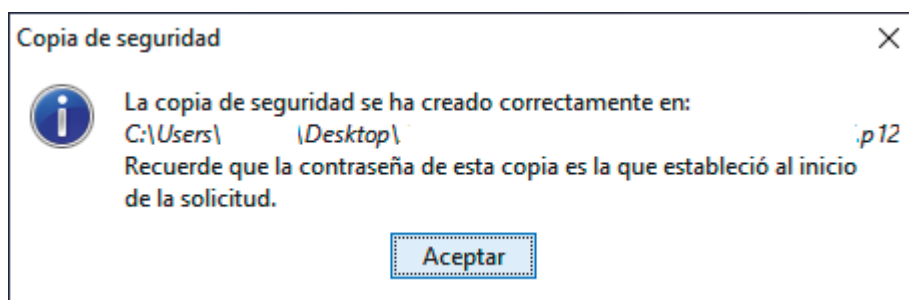 Copia de seguridad
La copia de seguridad se ha creado correctamente en:
C:\Users\ \Desktop\ .p12
Recuerde que la contraseña de esta copia es la que estableció al inicio
de la solicitud.
Aceptar